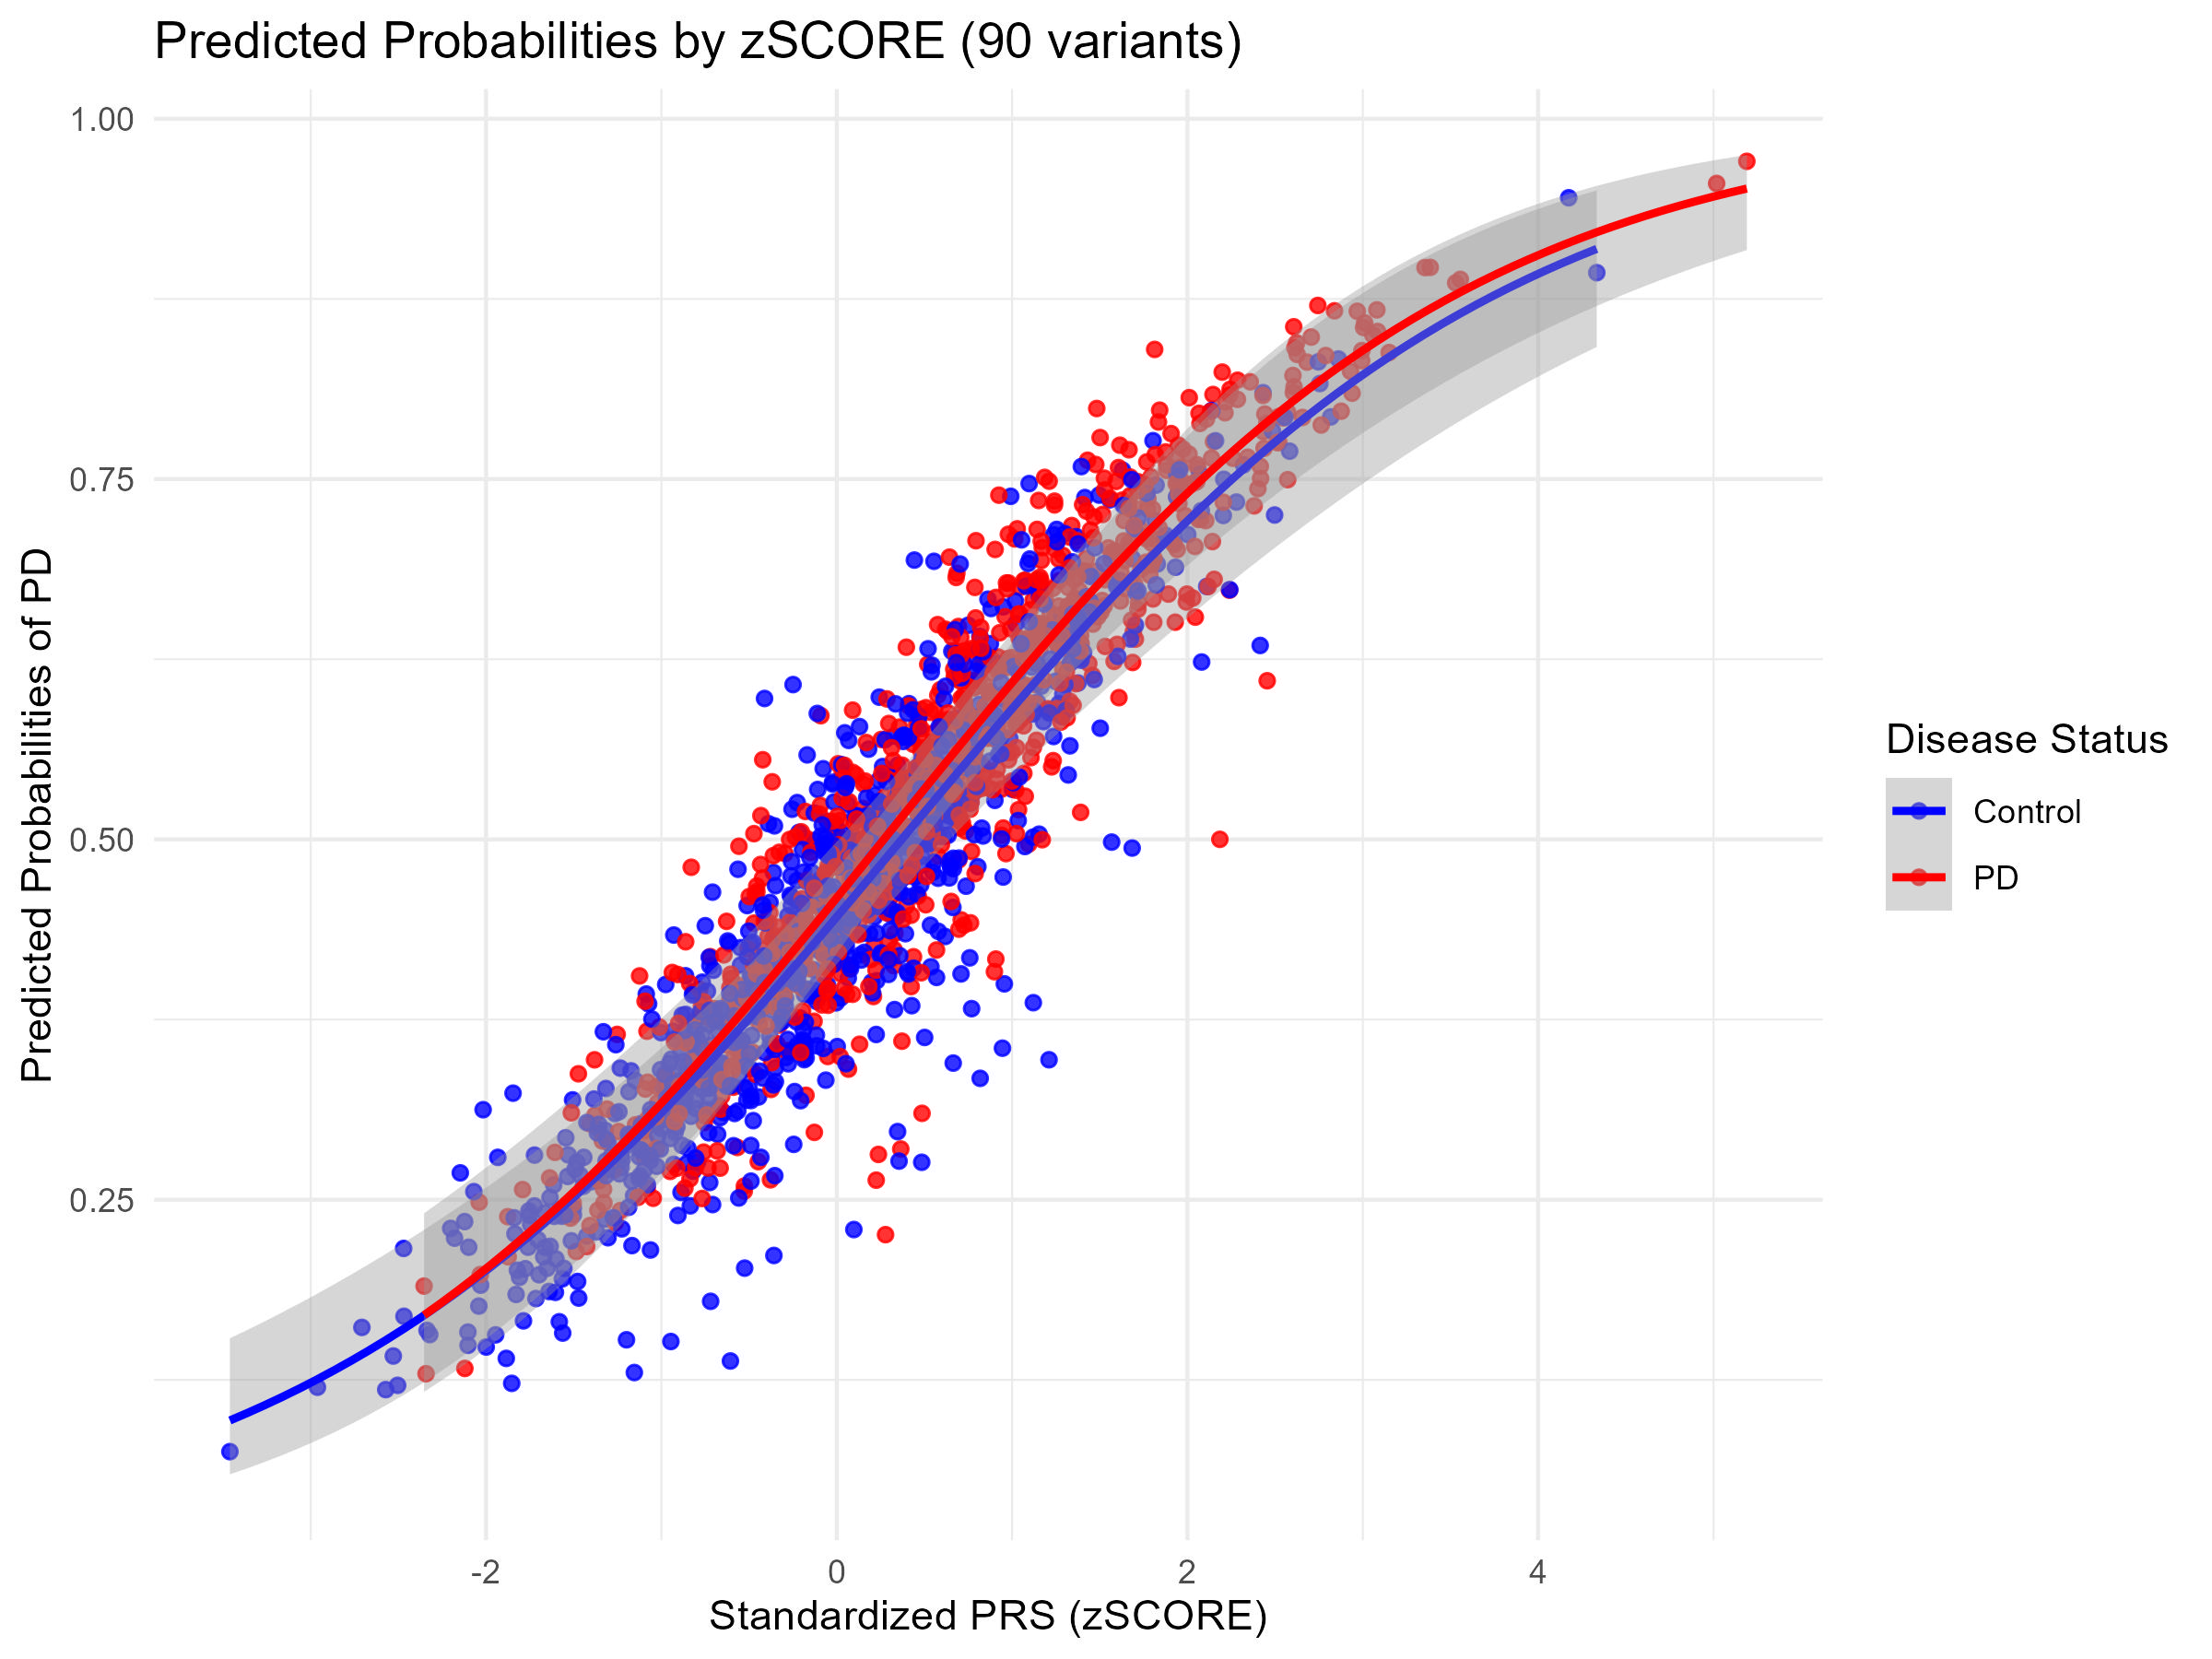 Predicted Probabilities by zSCORE (90 variants)
Predicted Probabilities of PD
1.00
0.75
0.50
0.25
-2
0
2
4
Standardized PRS (zSCORE)
Disease Status
Control
PD